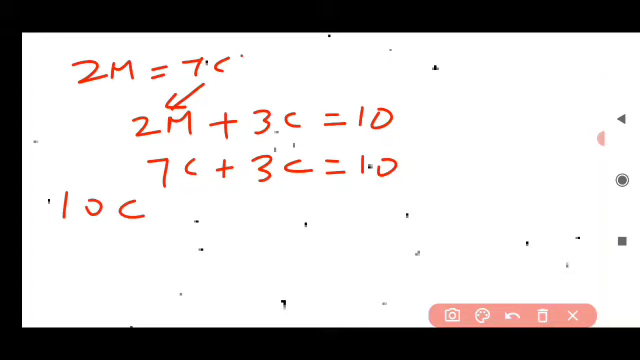 2M = 7C
2M + 3C = 10
7C + 3C = 10
10C